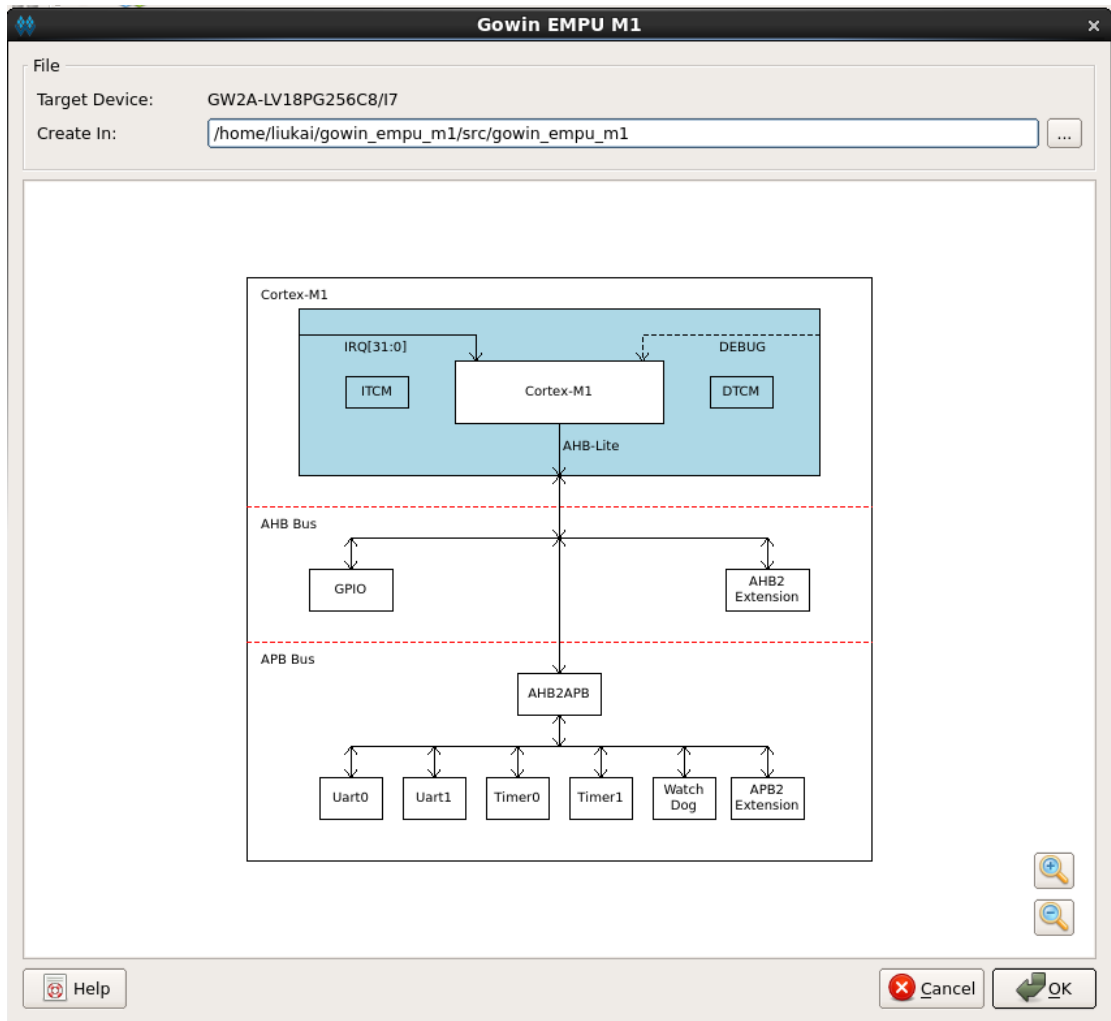 Gowin EMPU M1
File
Target Device: GW2A-LV18PG256C8/I7
Create In: /home/liukai/gowin_empu_m1/src/gowin_empu_m1 ...
Cortex-M1
IRQ[31:0]
DEBUG
ITCM
Cortex-M1
DTCM
AHB-Lite
AHB Bus
GPIO
AHB2
Extension
APB Bus
AHB2APB
Uart0
Uart1
Timer0
Timer1
Watch
Dog
APB2
Extension
Help
Cancel
OK